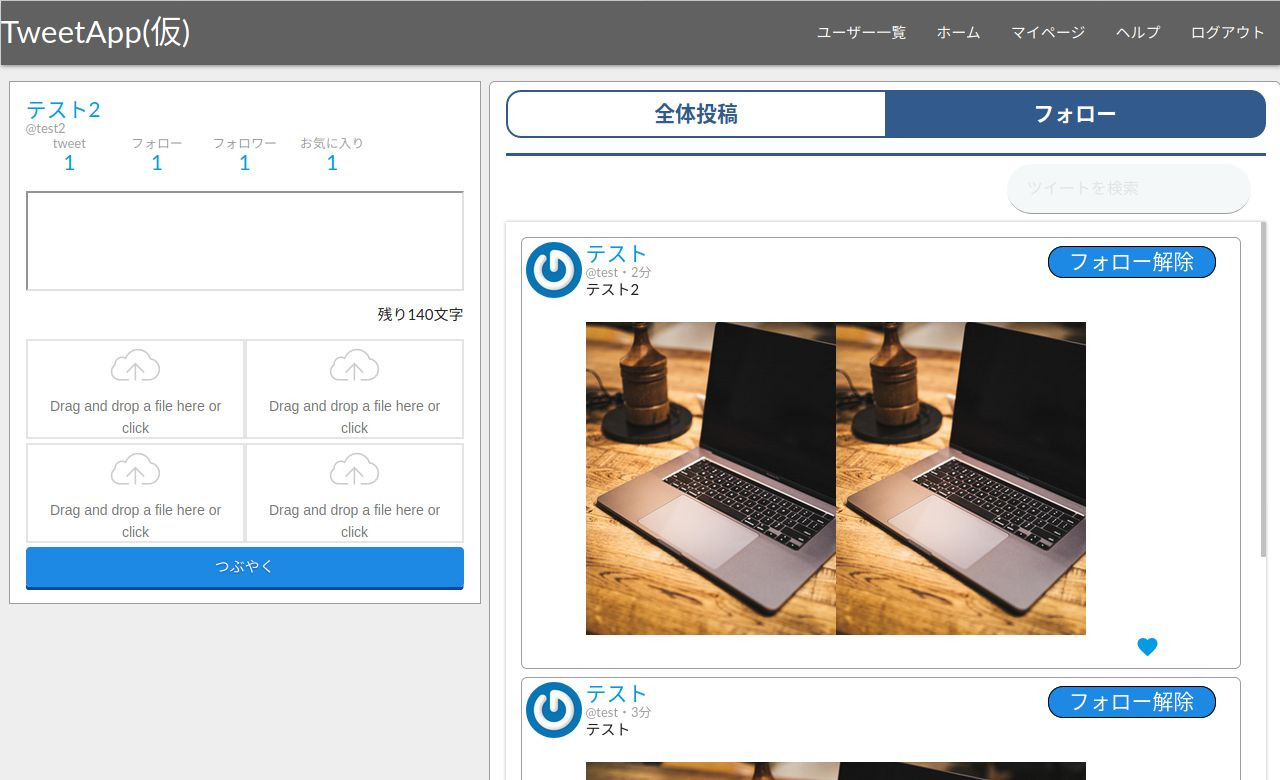 TweetApp(仮)
ユーザー一覧 ホーム マイページ ヘルプ ログアウト
テスト2
@test2
tweet フォロー フォロワー お気に入り
1 1 1 1
残り140文字
Drag and drop a file here or
click
Drag and drop a file here or
click
Drag and drop a file here or
click
Drag and drop a file here or
click
つぶやく
全体投稿 フォロー
ツイートを検索
テスト
フォロー解除
@test・2分
テスト2
テスト
フォロー解除
@test・3分
テスト